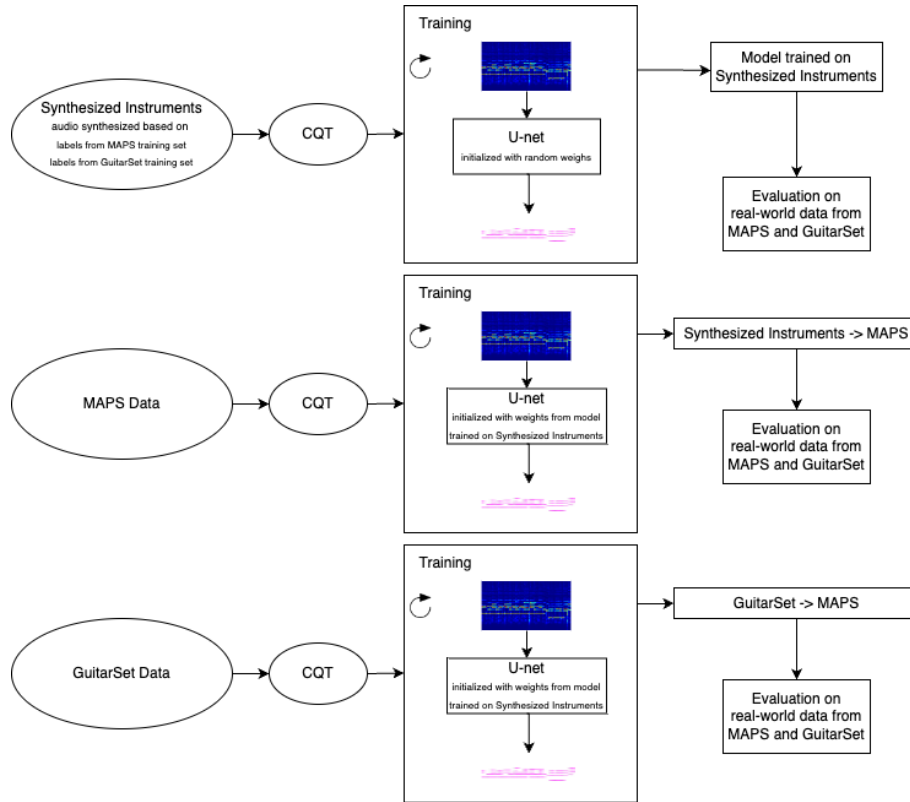 Training
Synthesized Instruments
audio synthesized based on
labels from MAPS training set
labels from GuitarSet training set
CQT
U-net
initialized with random weighs
Model trained on
Synthesized Instruments
Evaluation on
real-world data from
MAPS and GuitarSet
Training
MAPS Data
CQT
U-net
initialized with weights from model
trained on Synthesized Instruments
Synthesized Instruments -> MAPS
Evaluation on
real-world data from
MAPS and GuitarSet
Training
GuitarSet Data
CQT
U-net
initialized with weights from model
trained on Synthesized Instruments
GuitarSet -> MAPS
Evaluation on
real-world data from
MAPS and GuitarSet